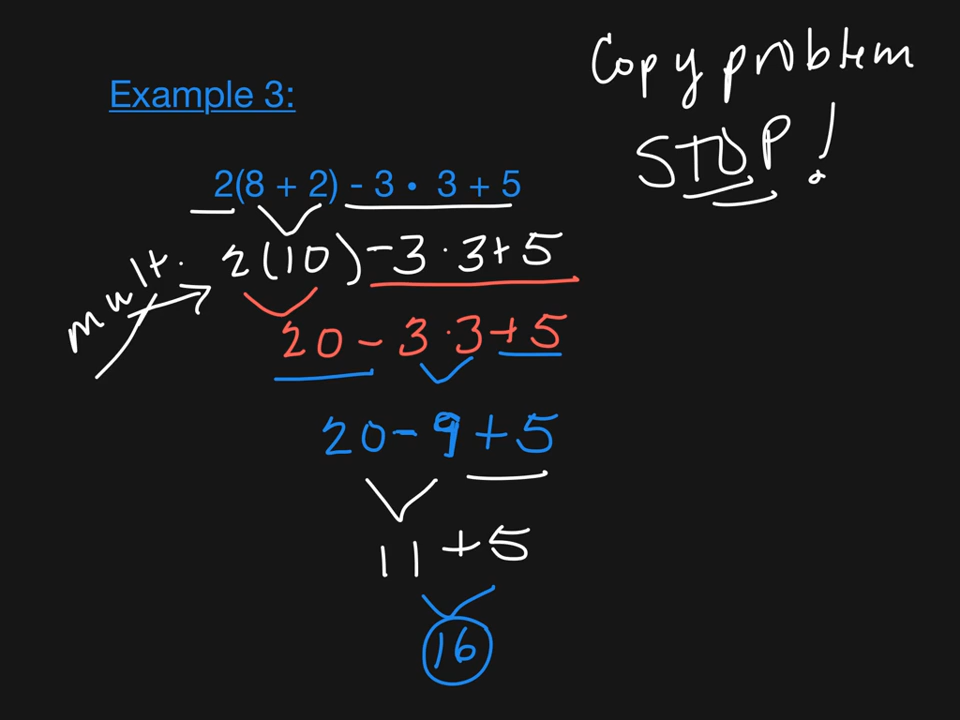 Copy problem
STOP!
Example 3:
2(8 + 2) - 3 • 3 + 5
mult.
2(10) - 3 · 3 + 5
20 - 3 · 3 + 5
20 - 9 + 5
11 + 5
16